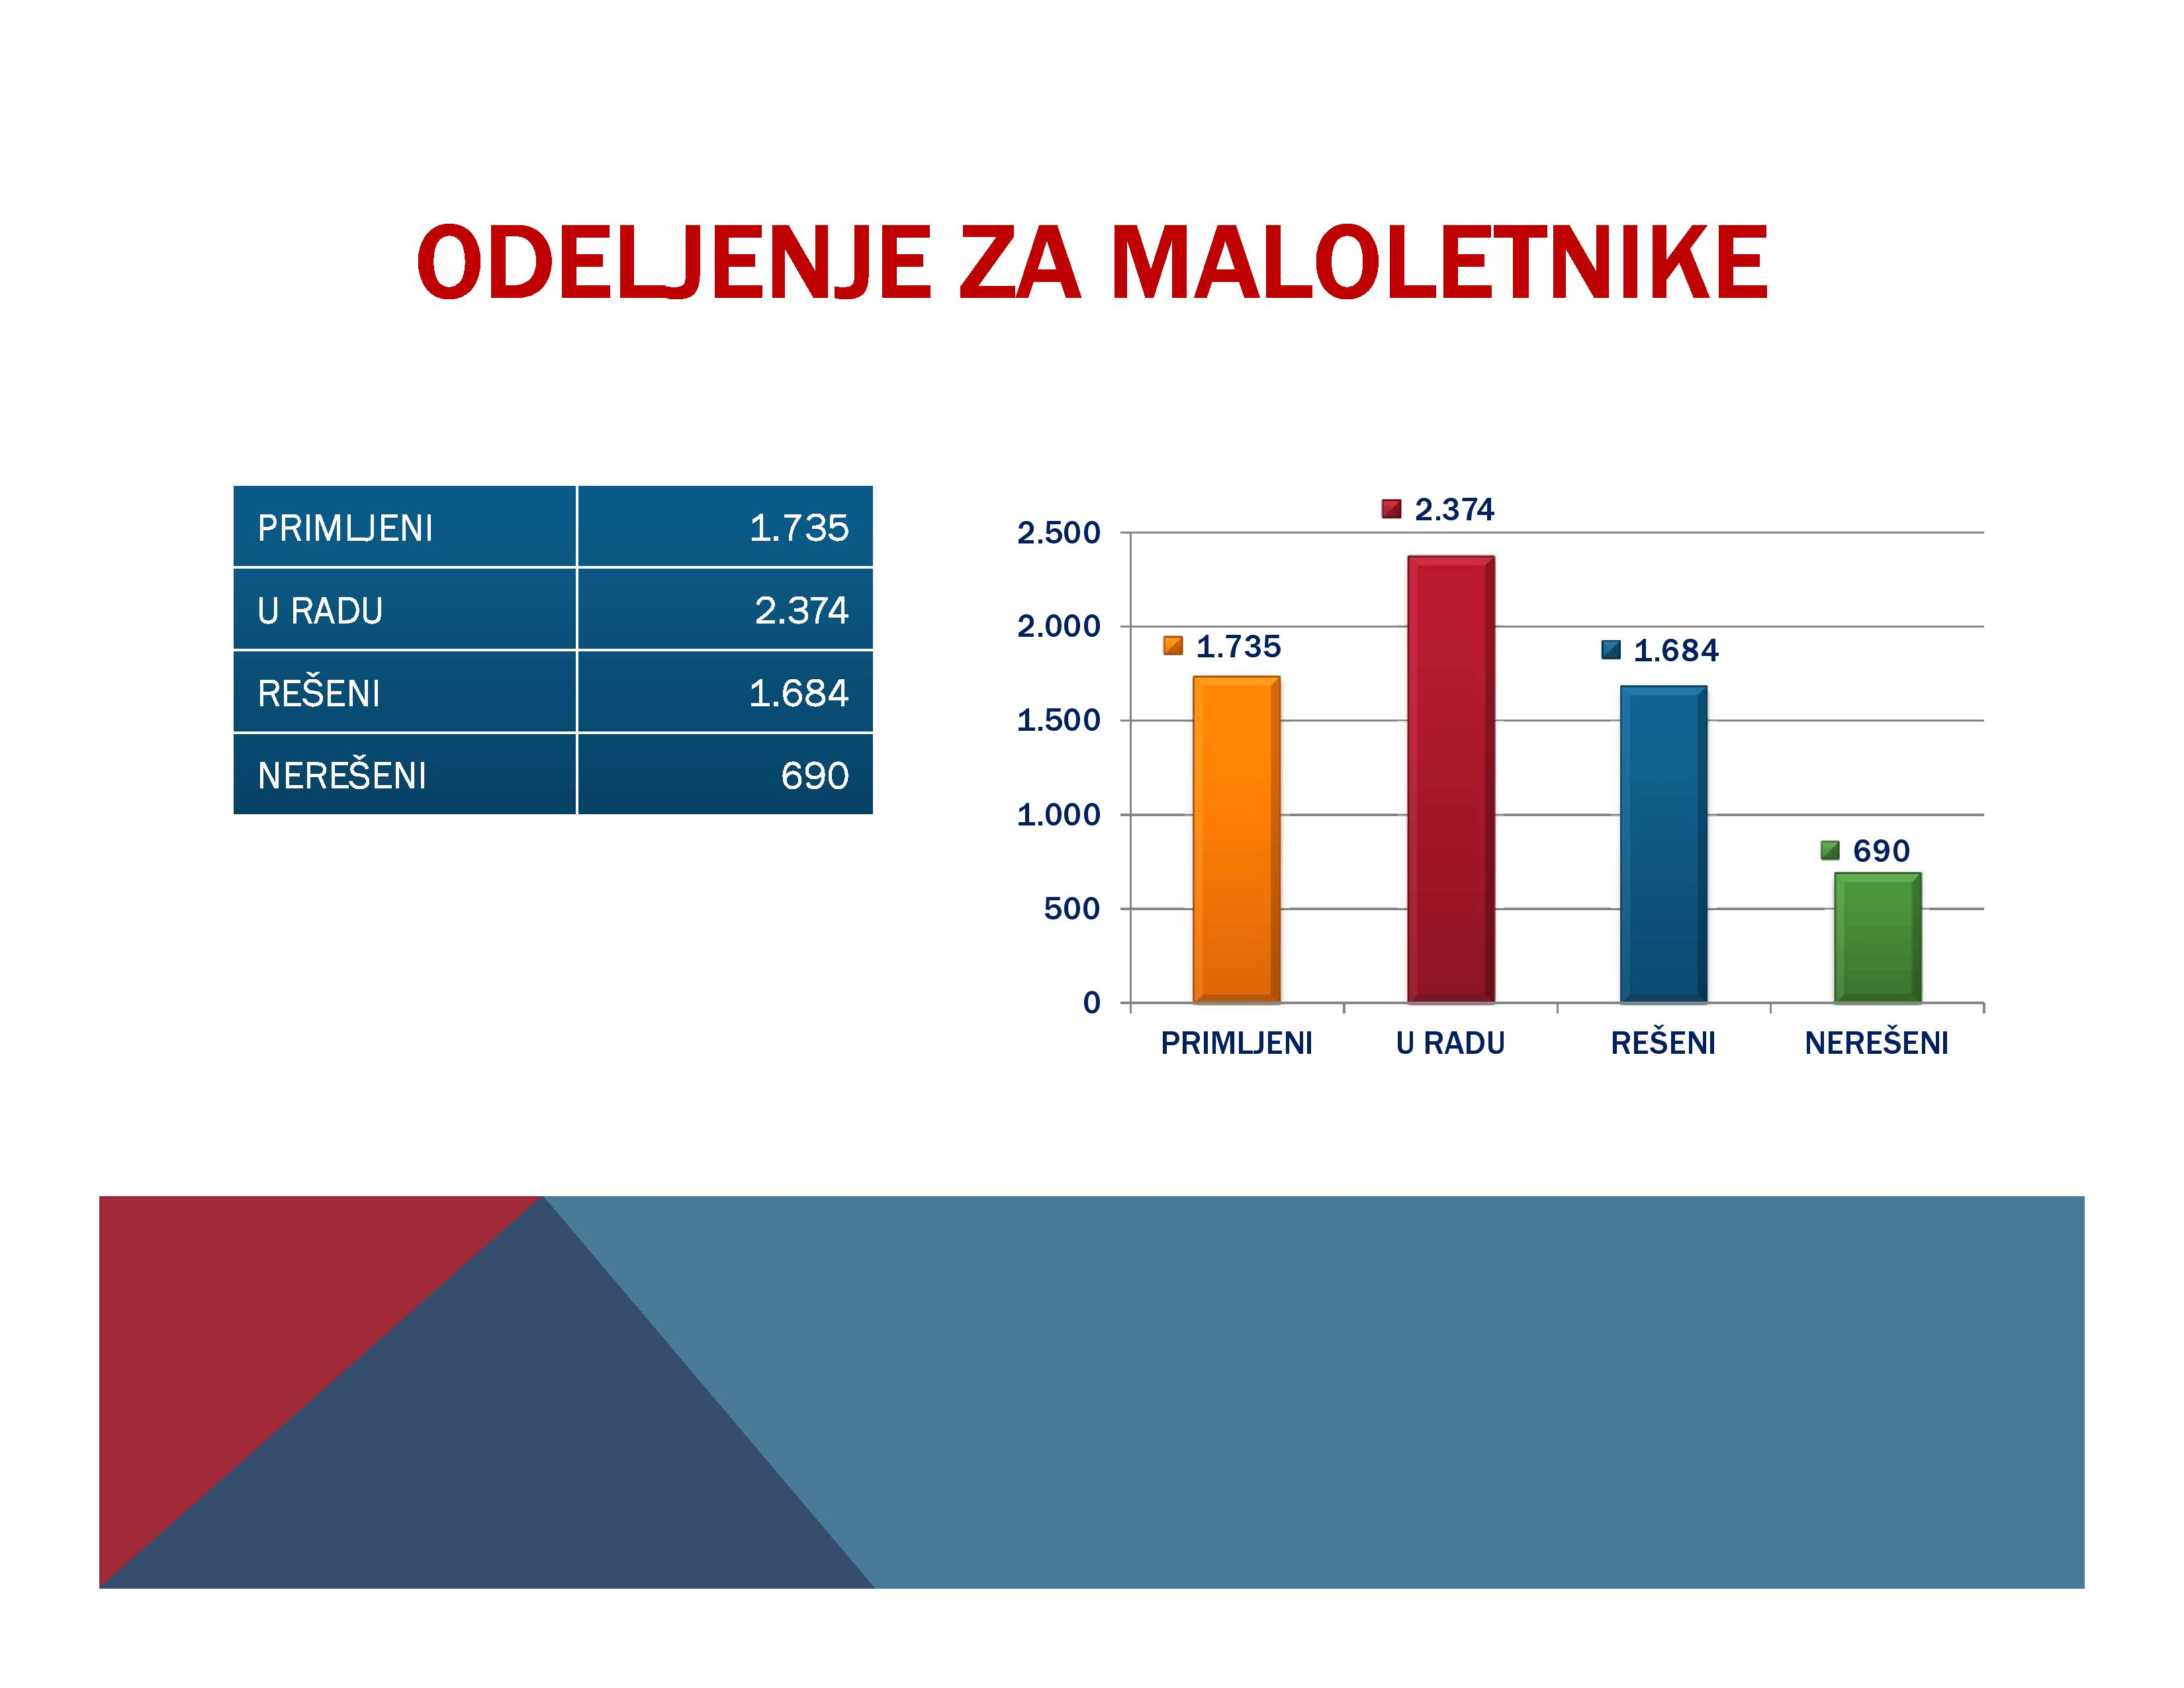 ODELJENJE ZA MALOLETNIKE
PRIMLJENI 1.735
U RADU 2.374
REŠENI 1.684
NEREŠENI 690
2.374
2.500
2.000
1.735
1.684
1.500
1.000
690
500
0
PRIMLJENI U RADU REŠENI NEREŠENI